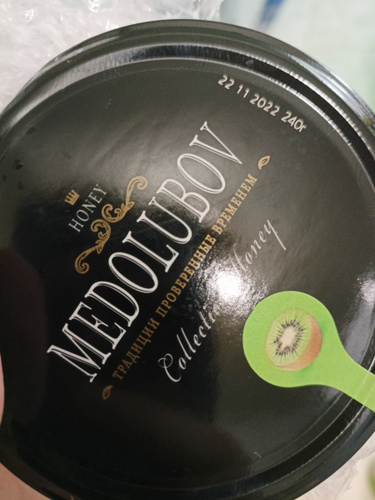 22 11 2022 240г
HONEY
MEDOLUBOV
ТРАДИЦИИ ПРОВЕРЕННЫЕ ВРЕМЕНЕМ
Collection Honey